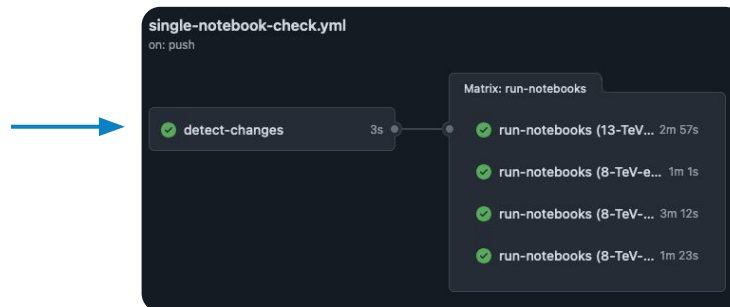 single-notebook-check.yml
on: push
Matrix: run-notebooks
detect-changes 3s
run-notebooks (13-TeV... 2m 57s
run-notebooks (8-TeV-e... 1m 1s
run-notebooks (8-TeV-... 3m 12s
run-notebooks (8-TeV-... 1m 23s